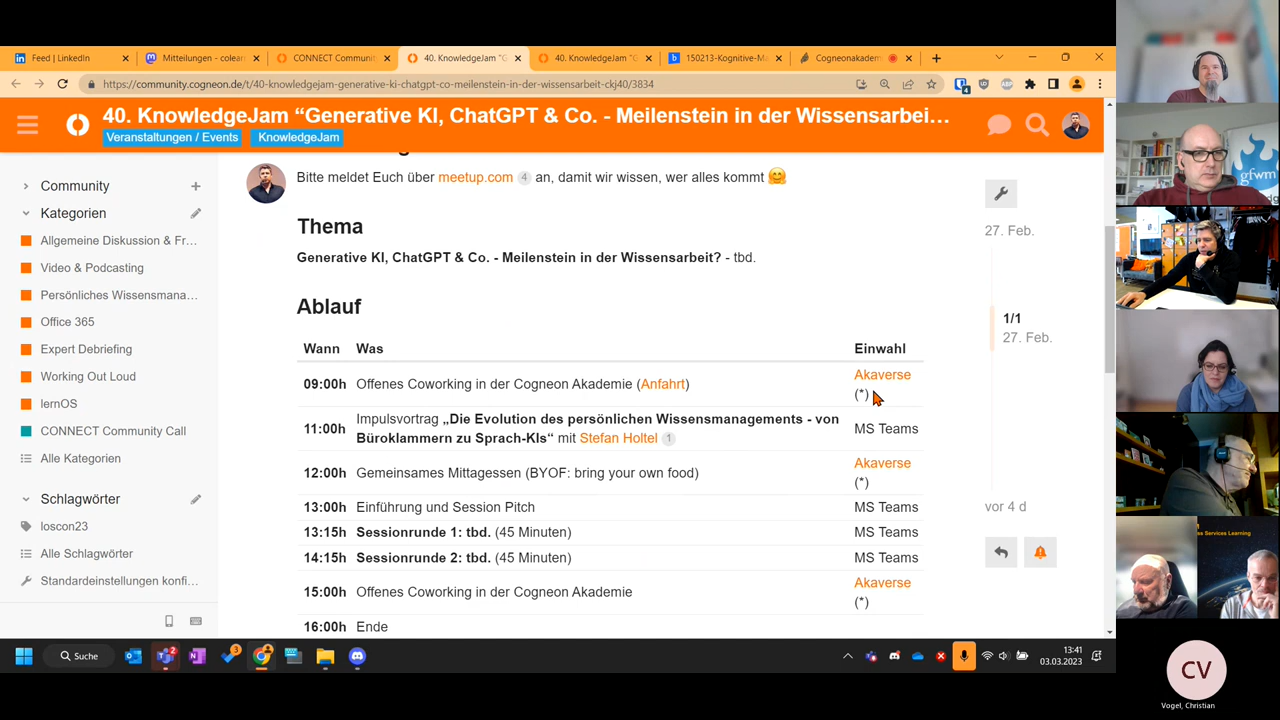 Feed | LinkedIn
Mitteilungen - colear
CONNECT Communit
40. KnowledgeJam "G
40. KnowledgeJam "G
150213-Kognitive-Ma
Cogneonakadem
https://community.cogneon.de/t/40-knowledgejam-generative-ki-chatgpt-co-meilenstein-in-der-wissensarbeit-ckj40/3834
40. KnowledgeJam “Generative KI, ChatGPT & Co. - Meilenstein in der Wissensarbei…
Veranstaltungen / Events
KnowledgeJam
Community
Kategorien
Allgemeine Diskussion & Fr...
Video & Podcasting
Persönliches Wissensmana...
Office 365
Expert Debriefing
Working Out Loud
lernOS
CONNECT Community Call
Alle Kategorien
Schlagwörter
loscon23
Alle Schlagwörter
Standardeinstellungen konfi...
Bitte meldet Euch über meetup.com 4 an, damit wir wissen, wer alles kommt 🤗
Thema
Generative KI, ChatGPT & Co. - Meilenstein in der Wissensarbeit? - tbd.
Ablauf
Wann Was Einwahl
09:00h Offenes Coworking in der Cogneon Akademie (Anfahrt) Akaverse (*)
11:00h Impulsvortrag „Die Evolution des persönlichen Wissensmanagements - von
Büroklammern zu Sprach-KIs“ mit Stefan Holtel 1 MS Teams
12:00h Gemeinsames Mittagessen (BYOF: bring your own food) Akaverse (*)
13:00h Einführung und Session Pitch MS Teams
13:15h Sessionrunde 1: tbd. (45 Minuten) MS Teams
14:15h Sessionrunde 2: tbd. (45 Minuten) MS Teams
15:00h Offenes Coworking in der Cogneon Akademie Akaverse (*)
16:00h Ende
27. Feb.
1/1
27. Feb.
vor 4 d
Suche
2
3
13:41
03.03.2023
gfwm
ss Services Learning
CV
Vogel, Christian